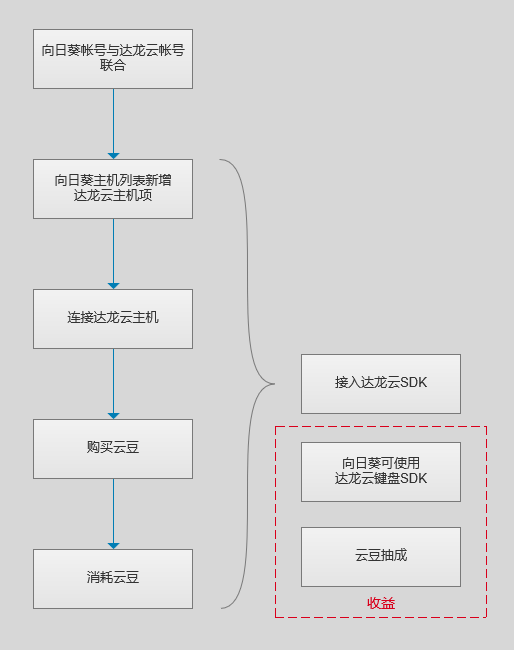 向日葵帐号与达龙云帐号
联合
向日葵主机列表新增
达龙云主机项
连接达龙云主机
购买云豆
消耗云豆
接入达龙云SDK
向日葵可使用
达龙云键盘SDK
云豆抽成
收益